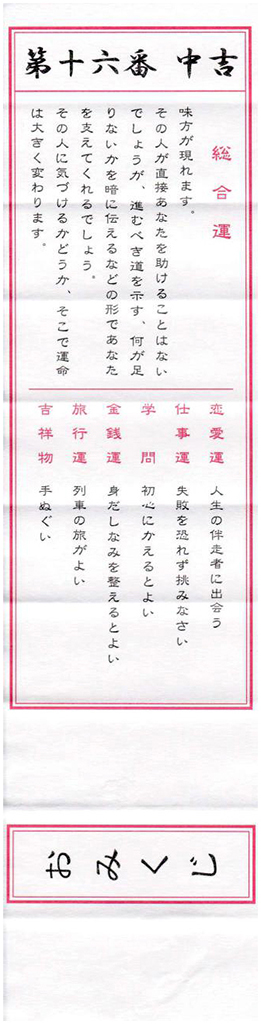 第十六番 中吉
総合運
味方が現れます。
その人が直接あなたを助けることはない
でしょうが、進むべき道を示す、何が足
りないかを暗に伝えるなどの形であなた
を支えてくれるでしょう。
その人に気づけるかどうか、そこで運命
は大きく変わります。
恋愛運 人生の伴走者に出会う
仕事運 失敗を恐れず挑みなさい
学問 初心にかえるとよい
金銭運 身だしなみを整えるとよい
旅行運 列車の旅がよい
吉祥物 手ぬぐい
おみくじ